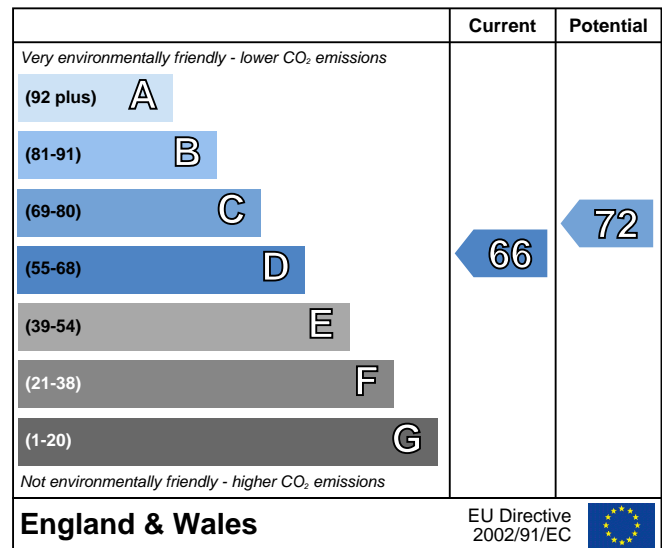 Current Potential
Very environmentally friendly - lower CO₂ emissions
(92 plus) A
(81-91) B
(69-80) C
72
(55-68) D
66
(39-54) E
(21-38) F
(1-20) G
Not environmentally friendly - higher CO₂ emissions
England & Wales
EU Directive
2002/91/EC